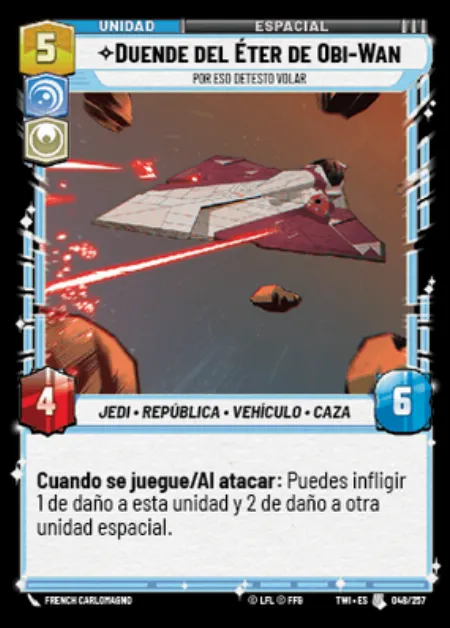 UNIDAD
ESPACIAL
5
✧DUENDE DEL ÉTER DE OBI-WAN
POR ESO DETESTO VOLAR
4
JEDI • REPÚBLICA • VEHÍCULO • CAZA
6
Cuando se juegue/Al atacar: Puedes infligir
1 de daño a esta unidad y 2 de daño a otra
unidad espacial.
FRENCH CARLOMAGNO
© LFL © FFG
TWI • ES
048/257